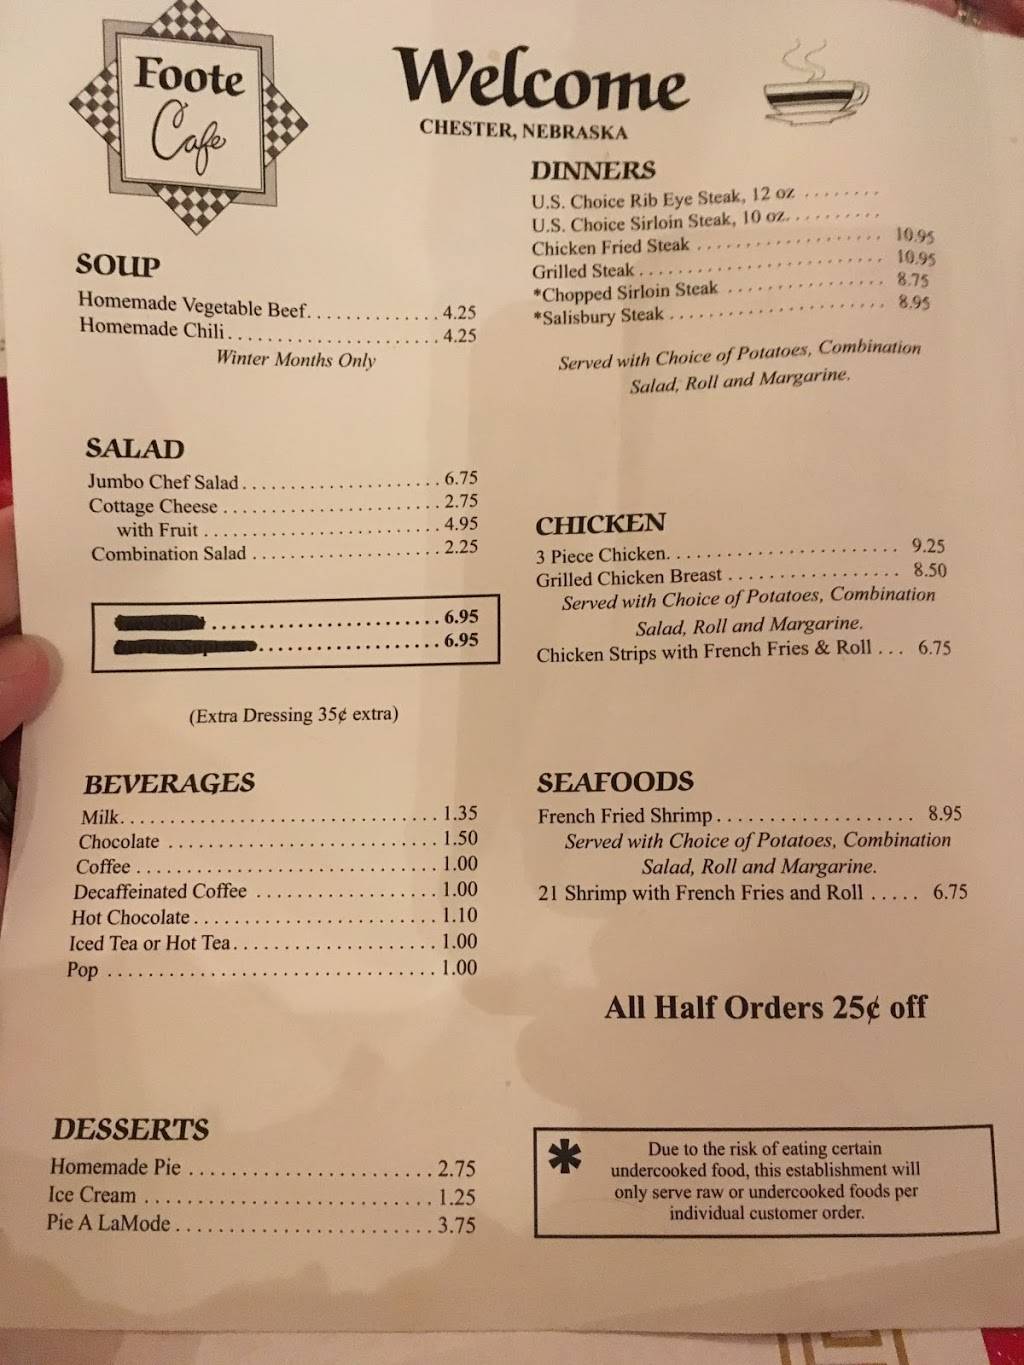 Foote
Cafe
Welcome
CHESTER, NEBRASKA
SOUP
Homemade Vegetable Beef. . . . . . . . . . . . . . 4.25
Homemade Chili. . . . . . . . . . . . . . . . . . . . . . 4.25
Winter Months Only
SALAD
Jumbo Chef Salad . . . . . . . . . . . . . . . . . . . . . 6.75
Cottage Cheese . . . . . . . . . . . . . . . . . . . . . . . 2.75
with Fruit . . . . . . . . . . . . . . . . . . . . . . . . . 4.95
Combination Salad . . . . . . . . . . . . . . . . . . . . 2.25
. . . . . . . . . . . . . . . . . . . . . . . . 6.95
. . . . . . . . . . . . . . . . . . . 6.95
(Extra Dressing 35¢ extra)
BEVERAGES
Milk. . . . . . . . . . . . . . . . . . . . . . . . . . . . . . . . . 1.35
Chocolate . . . . . . . . . . . . . . . . . . . . . . . . . . . . 1.50
Coffee . . . . . . . . . . . . . . . . . . . . . . . . . . . . . . . 1.00
Decaffeinated Coffee . . . . . . . . . . . . . . . . . . . 1.00
Hot Chocolate . . . . . . . . . . . . . . . . . . . . . . . . . 1.10
Iced Tea or Hot Tea. . . . . . . . . . . . . . . . . . . . . 1.00
Pop . . . . . . . . . . . . . . . . . . . . . . . . . . . . . . . . . . 1.00
DESSERTS
Homemade Pie . . . . . . . . . . . . . . . . . . . . . . . . 2.75
Ice Cream . . . . . . . . . . . . . . . . . . . . . . . . . . . . 1.25
Pie A LaMode . . . . . . . . . . . . . . . . . . . . . . . . . 3.75
DINNERS
U.S. Choice Rib Eye Steak, 12 oz . . . . . . . .
U.S. Choice Sirloin Steak, 10 oz. . . . . . . . . .
Chicken Fried Steak . . . . . . . . . . . . . . . . . . . 10.95
Grilled Steak . . . . . . . . . . . . . . . . . . . . . . . . . 10.95
*Chopped Sirloin Steak . . . . . . . . . . . . . . . . 8.75
*Salisbury Steak . . . . . . . . . . . . . . . . . . . . . . 8.95
Served with Choice of Potatoes, Combination
Salad, Roll and Margarine.
CHICKEN
3 Piece Chicken. . . . . . . . . . . . . . . . . . . . . . . . 9.25
Grilled Chicken Breast . . . . . . . . . . . . . . . . . 8.50
Served with Choice of Potatoes, Combination
Salad, Roll and Margarine.
Chicken Strips with French Fries & Roll . . . 6.75
SEAFOODS
French Fried Shrimp . . . . . . . . . . . . . . . . . . . 8.95
Served with Choice of Potatoes, Combination
Salad, Roll and Margarine.
21 Shrimp with French Fries and Roll . . . . . 6.75
All Half Orders 25¢ off
* Due to the risk of eating certain
undercooked food, this establishment will
only serve raw or undercooked foods per
individual customer order.